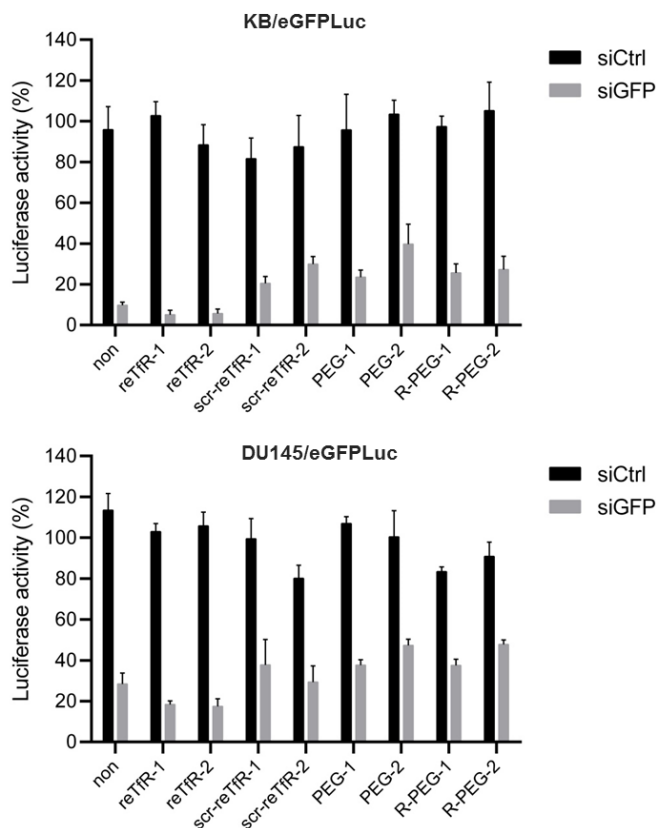 KB/eGFPLuc
Luciferase activity (%)
140
120
100
80
60
40
20
0
siCtrl
siGFP
non
reTfR-1
reTfR-2
scr-reTfR-1
scr-reTfR-2
PEG-1
PEG-2
R-PEG-1
R-PEG-2
DU145/eGFPLuc
Luciferase activity (%)
140
120
100
80
60
40
20
0
siCtrl
siGFP
non
reTfR-1
reTfR-2
scr-reTfR-1
scr-reTfR-2
PEG-1
PEG-2
R-PEG-1
R-PEG-2